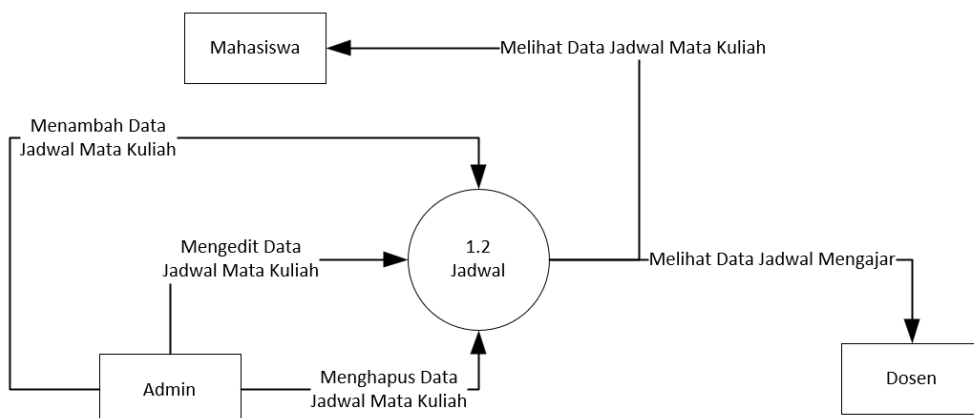 Mahasiswa
Melihat Data Jadwal Mata Kuliah
Menambah Data
Jadwal Mata Kuliah
Mengedit Data
Jadwal Mata Kuliah
1.2
Jadwal
Melihat Data Jadwal Mengajar
Admin
Menghapus Data
Jadwal Mata Kuliah
Dosen